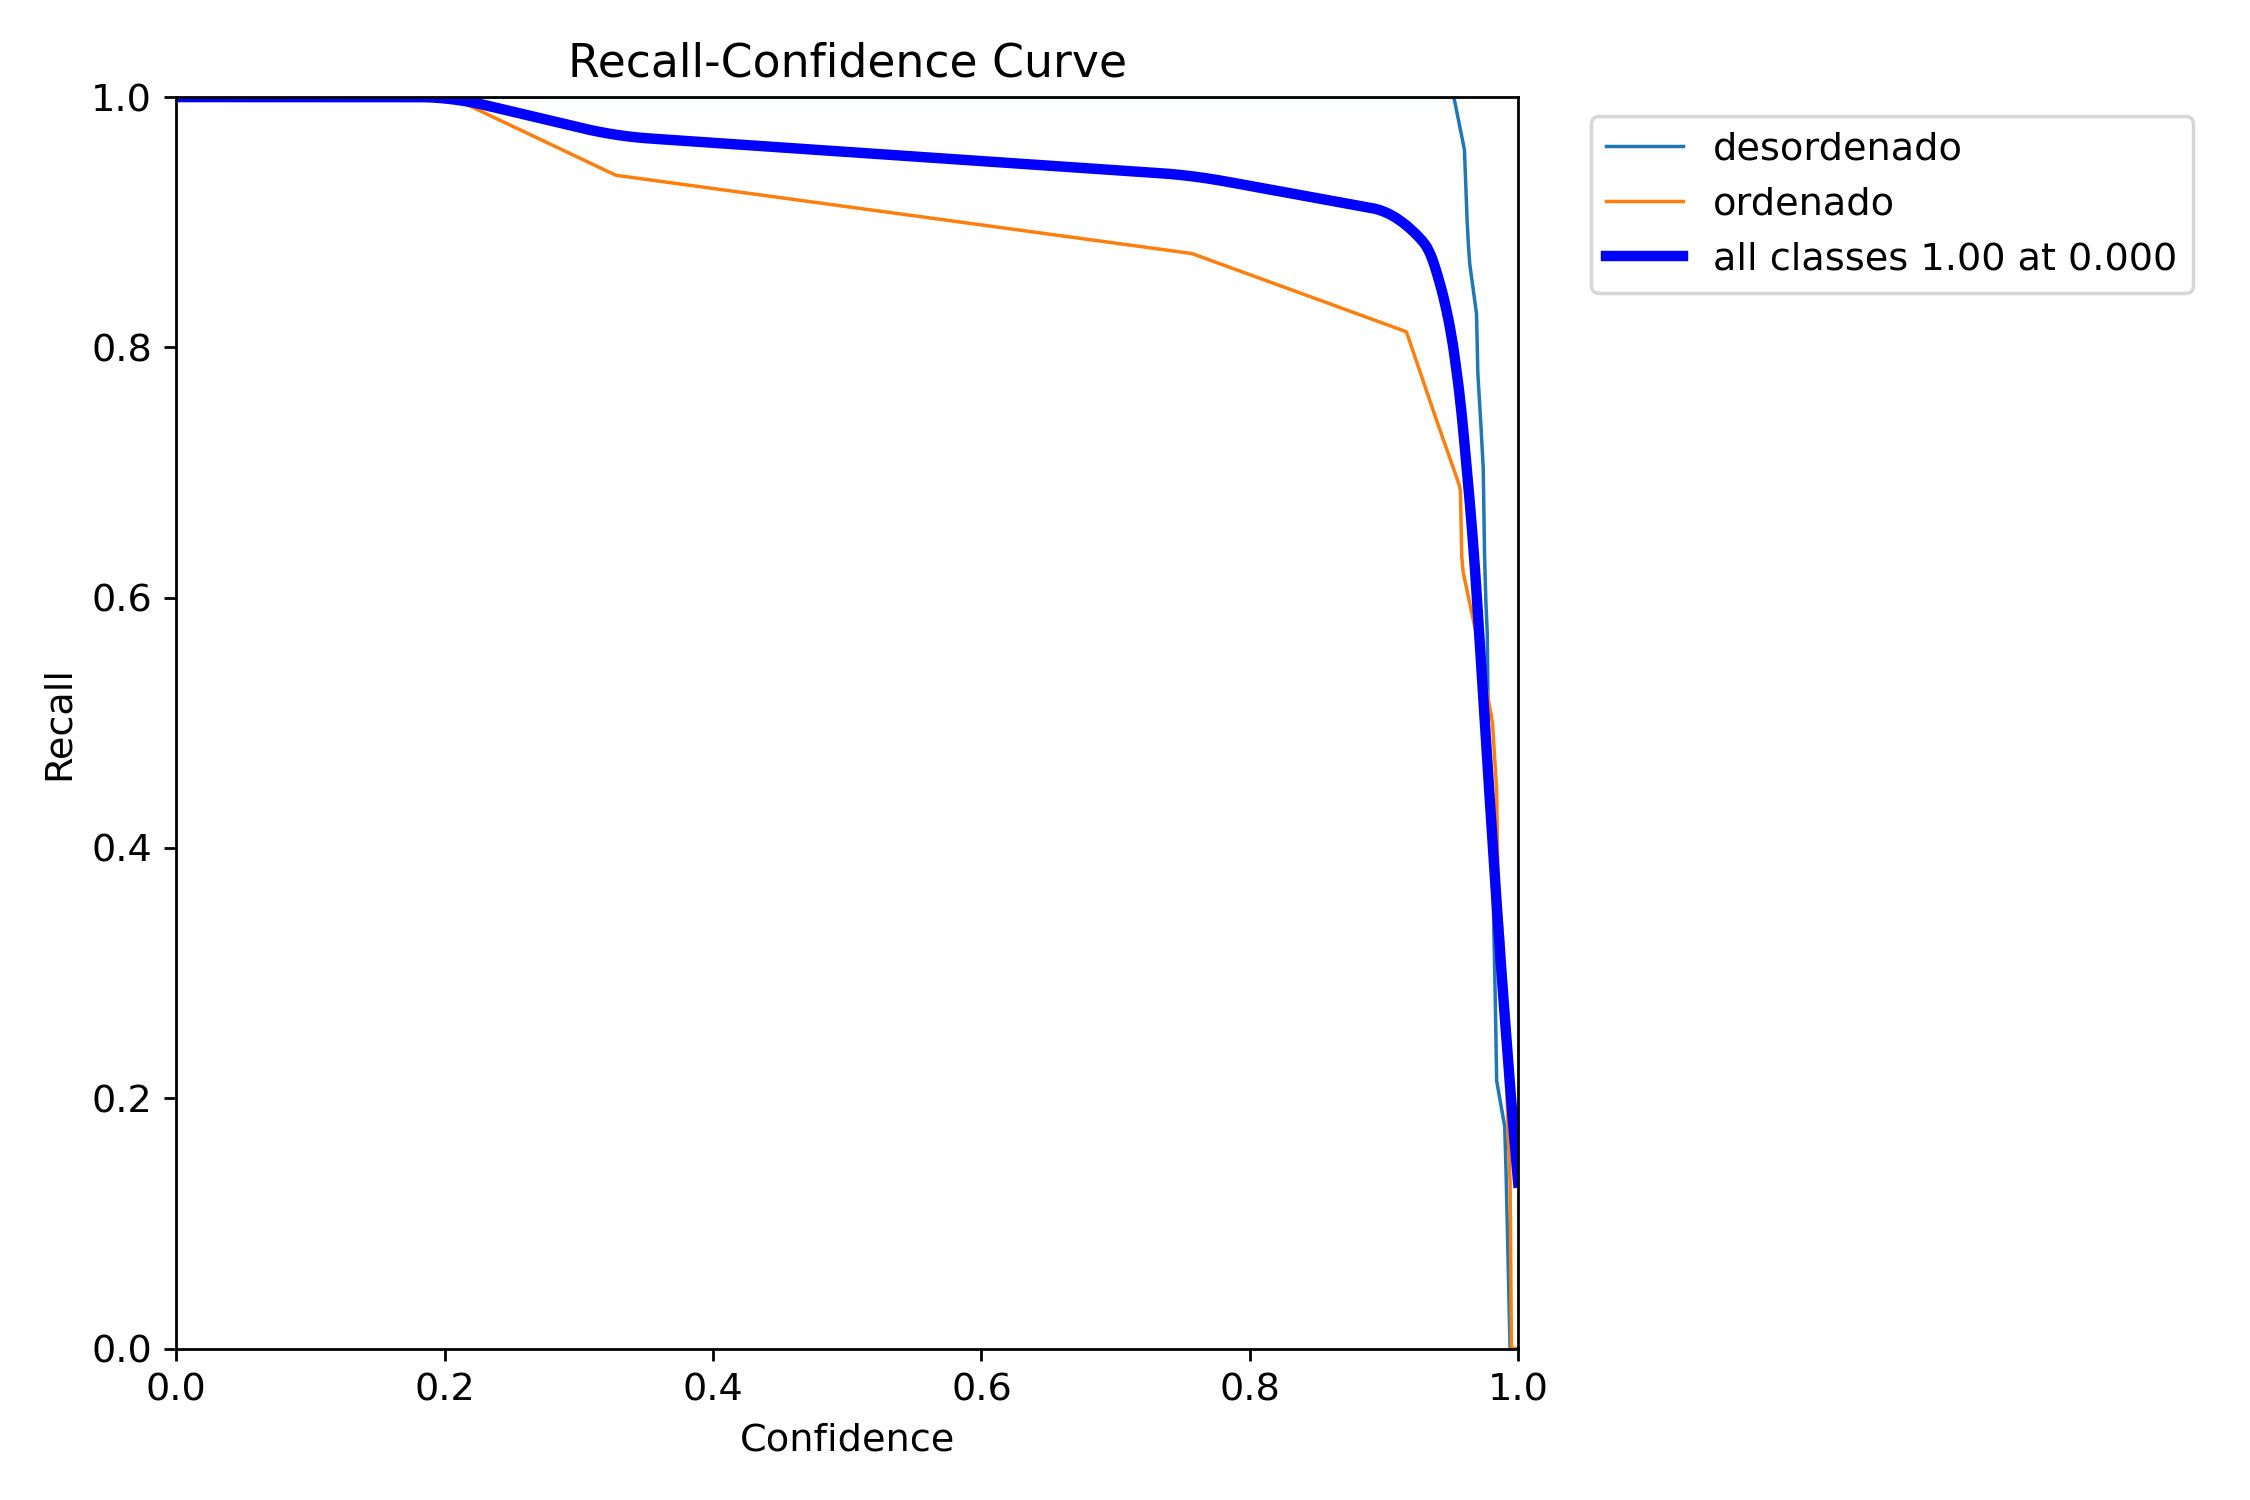 Recall-Confidence Curve
1.0
0.8
0.6
0.4
0.2
0.0
Recall
0.0 0.2 0.4 0.6 0.8 1.0
Confidence
desordenado
ordenado
all classes 1.00 at 0.000